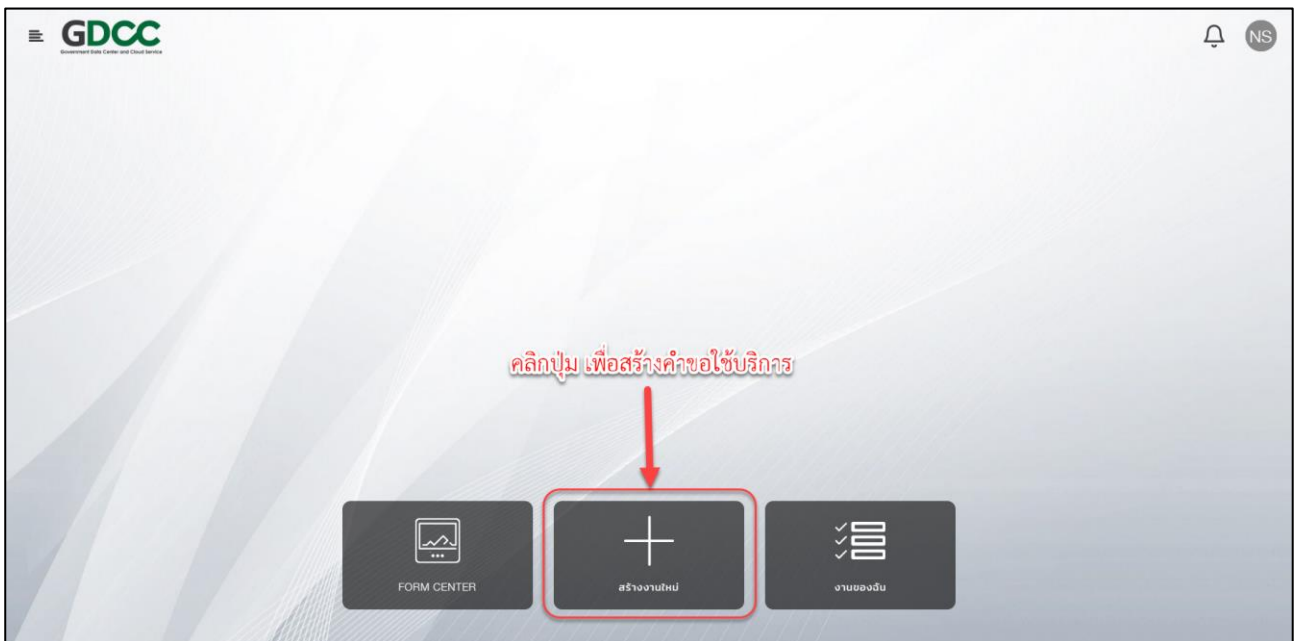 GDCC
Government Data Center and Cloud Service
NS
คลิกปุ่ม เพื่อสร้างคำขอใช้บริการ
FORM CENTER
สร้างงานใหม่
งานของฉัน